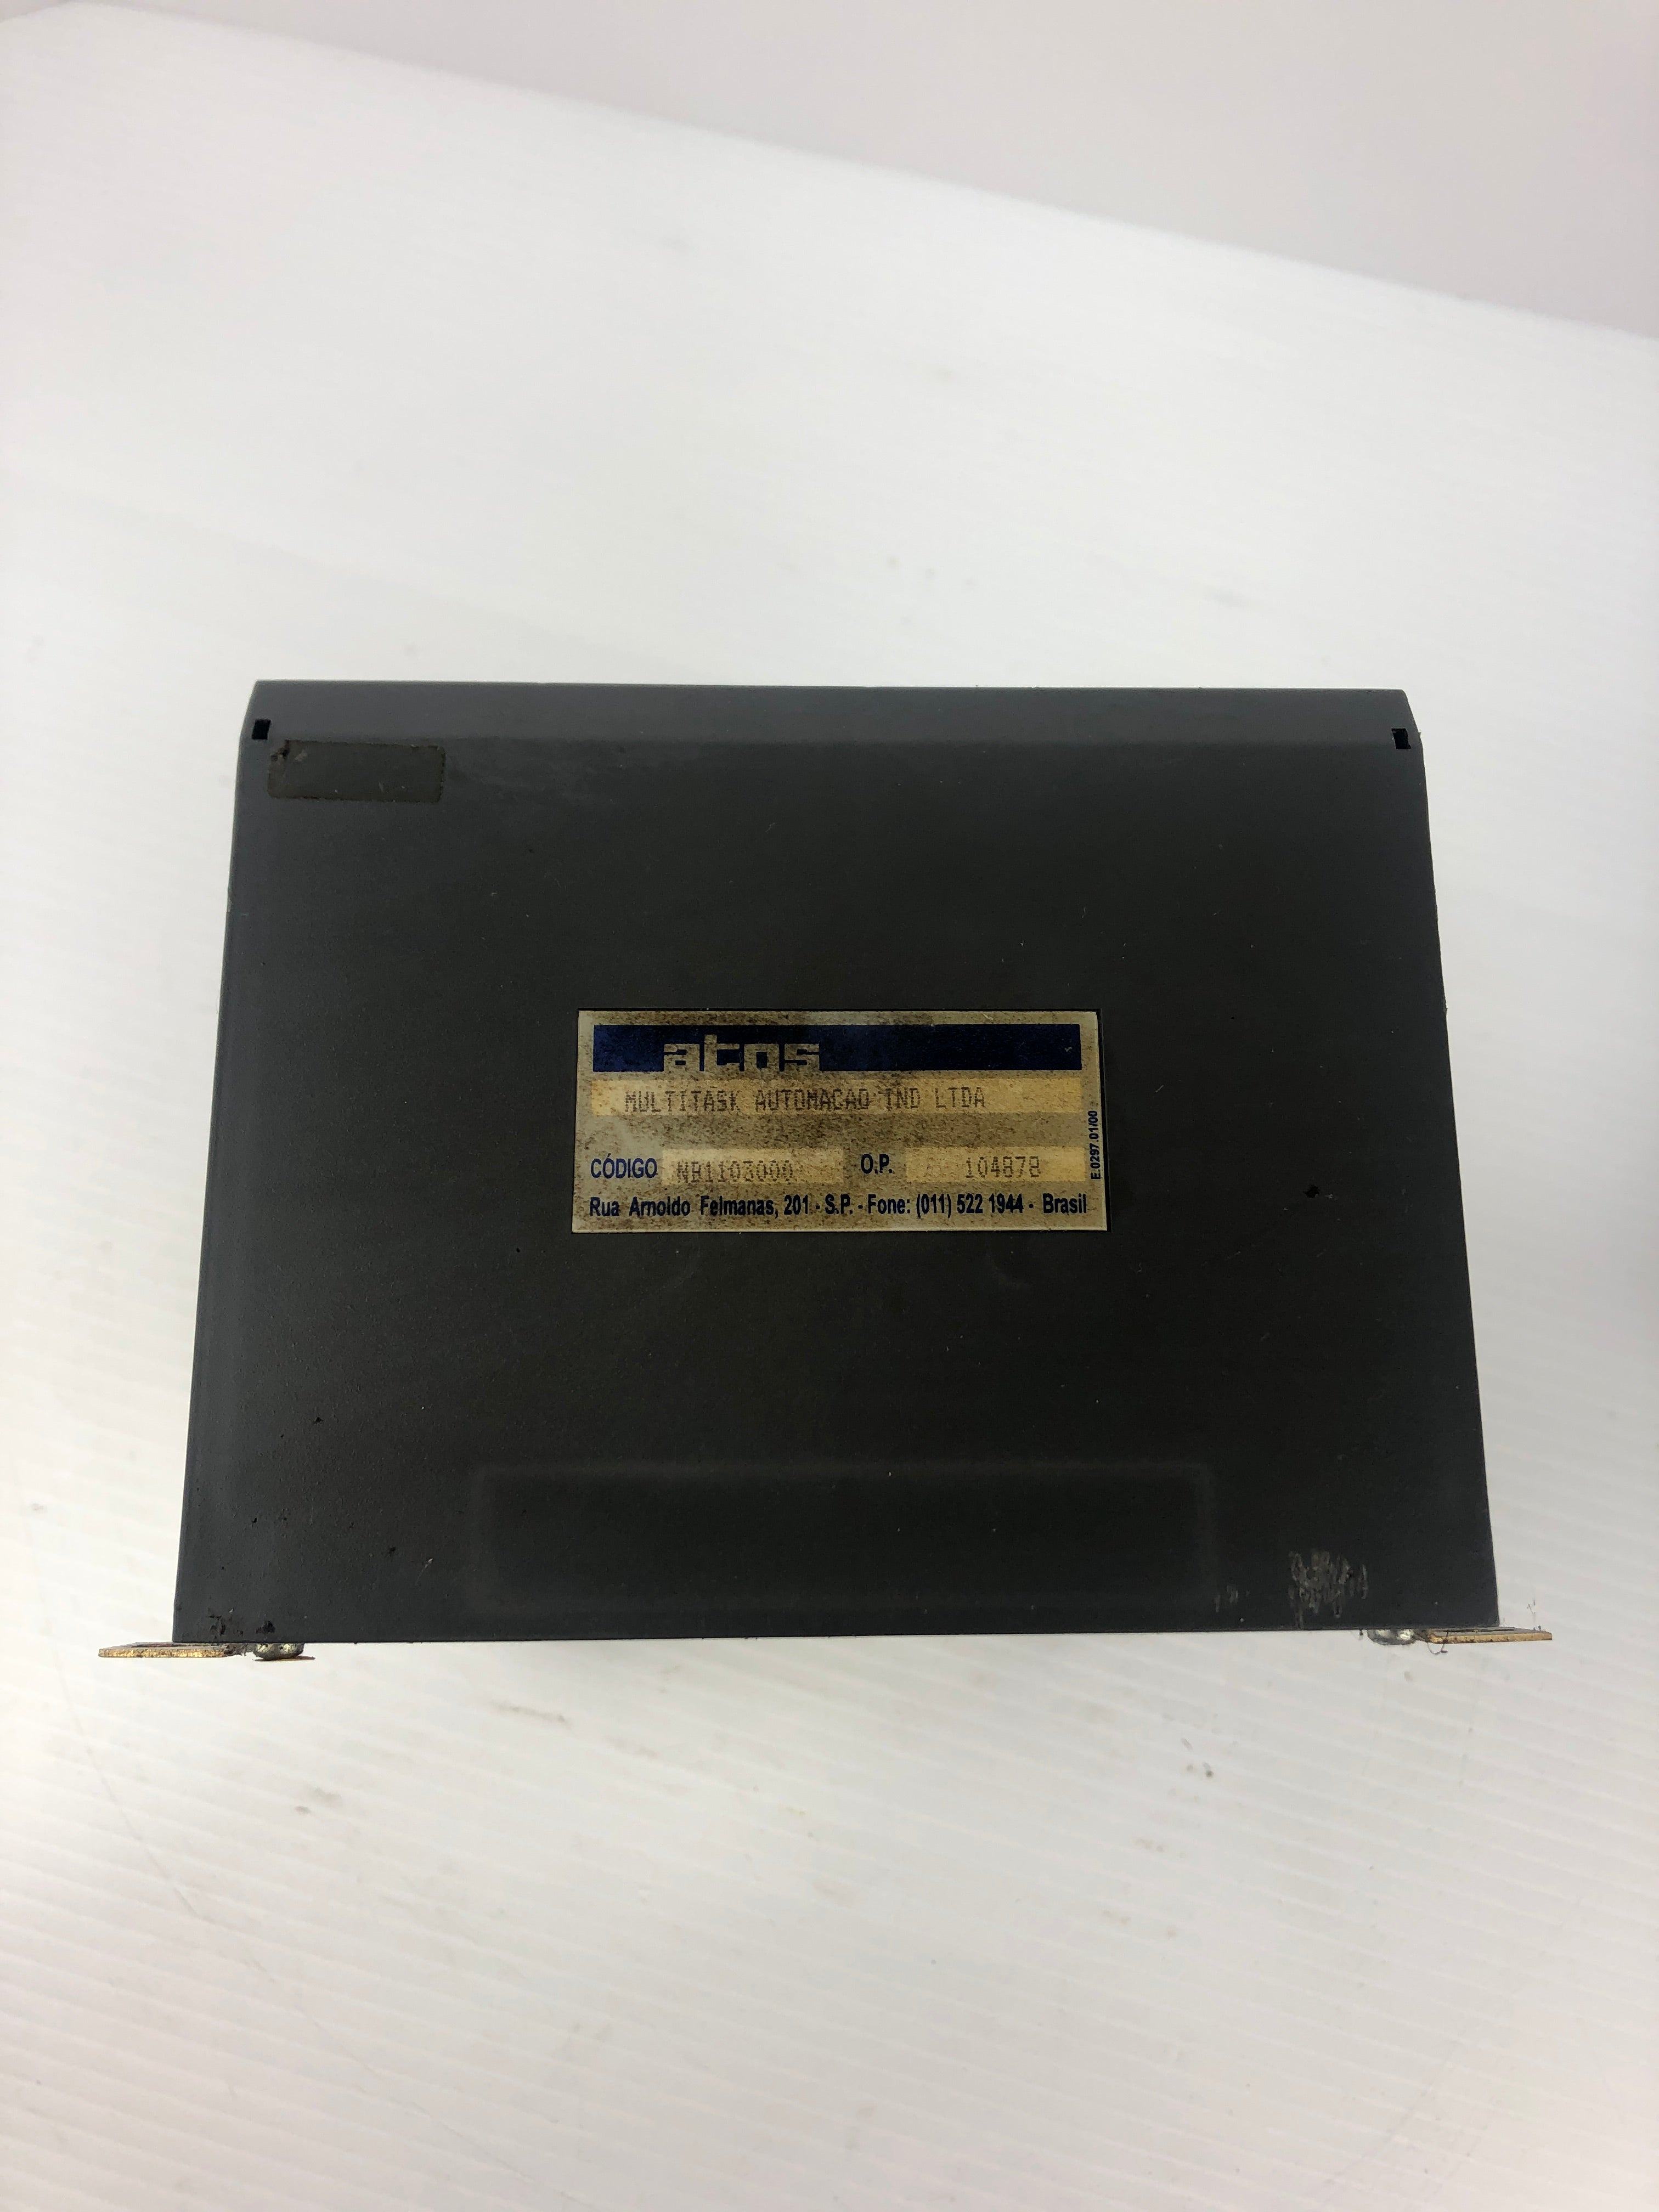 atos
MULTITASK AUTOMACAO IND LTDA
CÓDIGO NB1103000 O.P. 104878
Rua Arnoldo Felmanas, 201 - S.P. - Fone: (011) 522 1944 - Brasil
E.0297.01/00